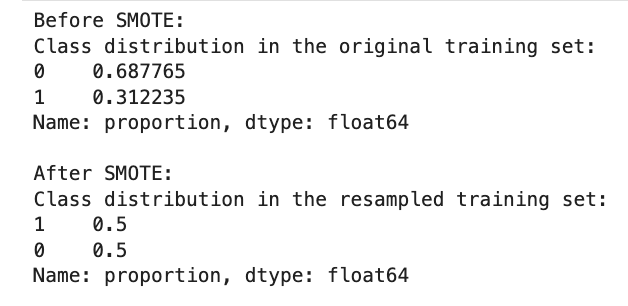 Before SMOTE:
Class distribution in the original training set:
0    0.687765
1    0.312235
Name: proportion, dtype: float64

After SMOTE:
Class distribution in the resampled training set:
1    0.5
0    0.5
Name: proportion, dtype: float64